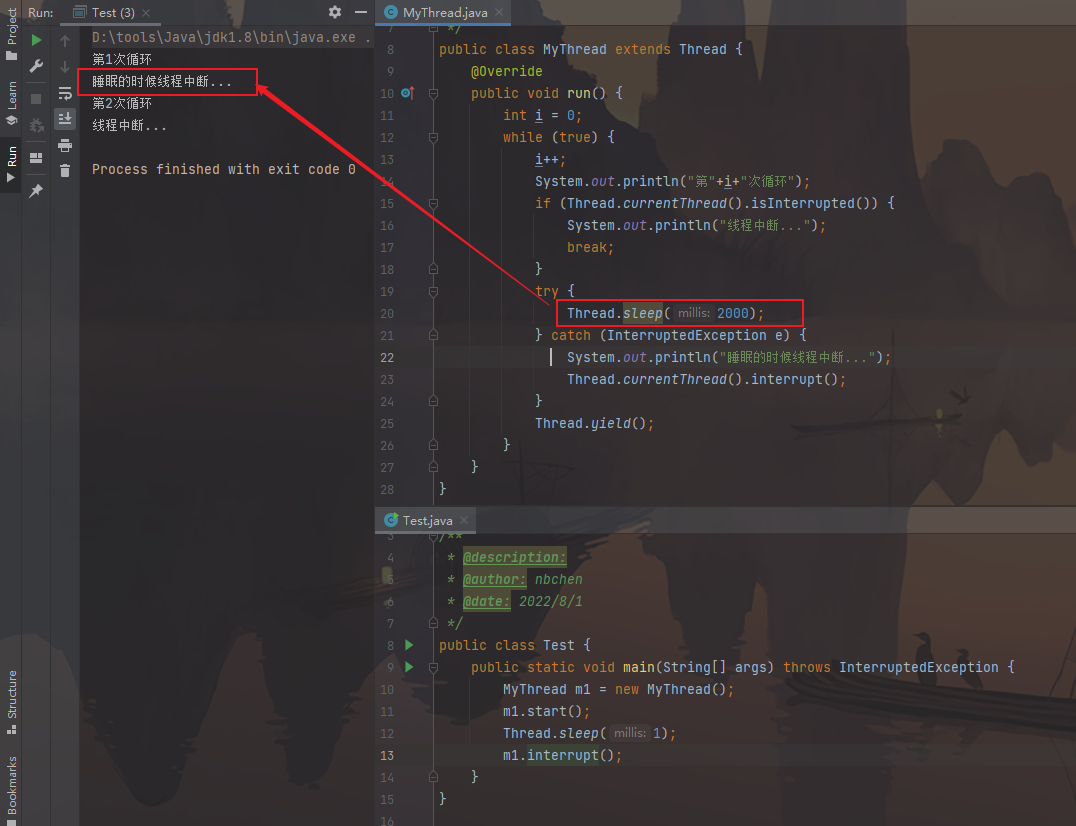 Run: Test (3)
D:\tools\Java\jdk1.8\bin\java.exe .
第1次循环
睡眠的时候线程中断...
第2次循环
线程中断...
Process finished with exit code 0
Project
Learn
Run
Structure
Bookmarks
MyThread.java
7 */
8 public class MyThread extends Thread {
9 @Override
10 public void run() {
11 int i = 0;
12 while (true) {
13 i++;
14 System.out.println("第"+i+"次循环");
15 if (Thread.currentThread().isInterrupted()) {
16 System.out.println("线程中断...");
17 break;
18 }
19 try {
20 Thread.sleep( millis: 2000);
21 } catch (InterruptedException e) {
22 System.out.println("睡眠的时候线程中断...");
23 Thread.currentThread().interrupt();
24 }
25 Thread.yield();
26 }
27 }
28 }
Test.java
3 /**
4 * @description:
5 * @author: nbchen
6 * @date: 2022/8/1
7 */
8 public class Test {
9 public static void main(String[] args) throws InterruptedException {
10 MyThread m1 = new MyThread();
11 m1.start();
12 Thread.sleep( millis: 1);
13 m1.interrupt();
14 }
15 }
16